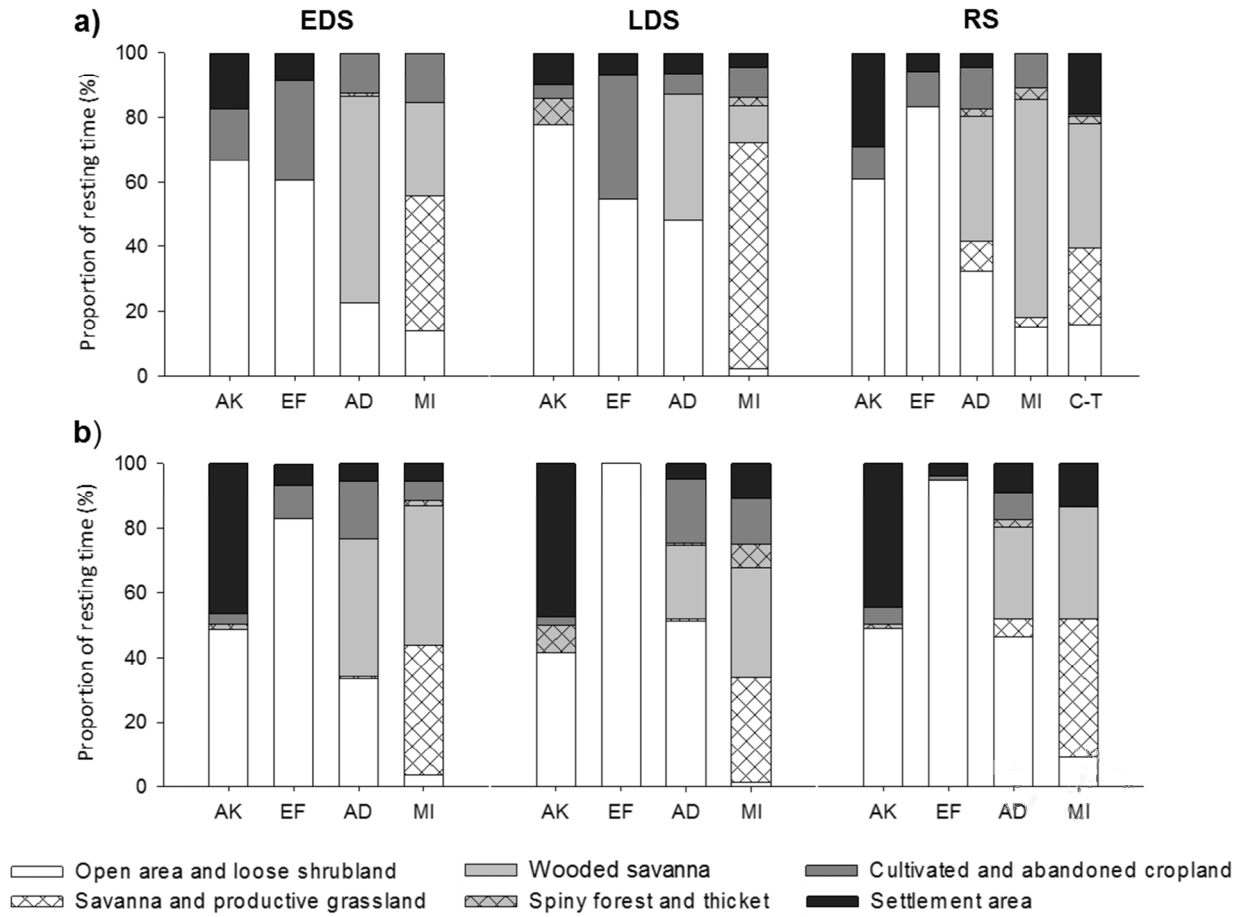 a)
EDS LDS RS
Proportion of resting time (%)
100
80
60
40
20
0
AK EF AD MI AK EF AD MI AK EF AD MI C-T
b)
Proportion of resting time (%)
100
80
60
40
20
0
AK EF AD MI AK EF AD MI AK EF AD MI
Open area and loose shrubland Wooded savanna Cultivated and abandoned cropland
Savanna and productive grassland Spiny forest and thicket Settlement area